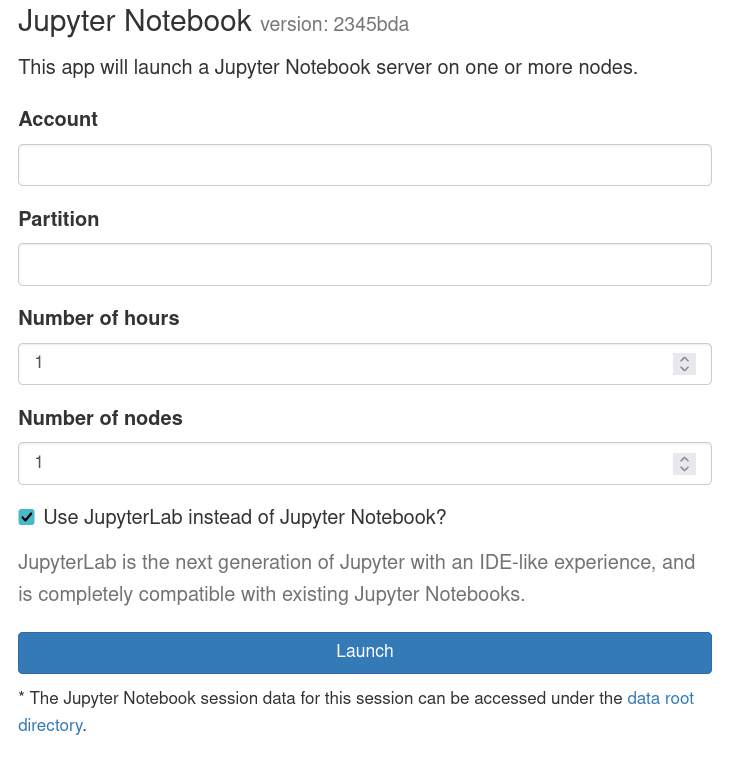 Jupyter Notebook version: 2345bda
This app will launch a Jupyter Notebook server on one or more nodes.
Account
Partition
Number of hours
1
Number of nodes
1
Use JupyterLab instead of Jupyter Notebook?
JupyterLab is the next generation of Jupyter with an IDE-like experience, and
is completely compatible with existing Jupyter Notebooks.
Launch
* The Jupyter Notebook session data for this session can be accessed under the data root
directory.